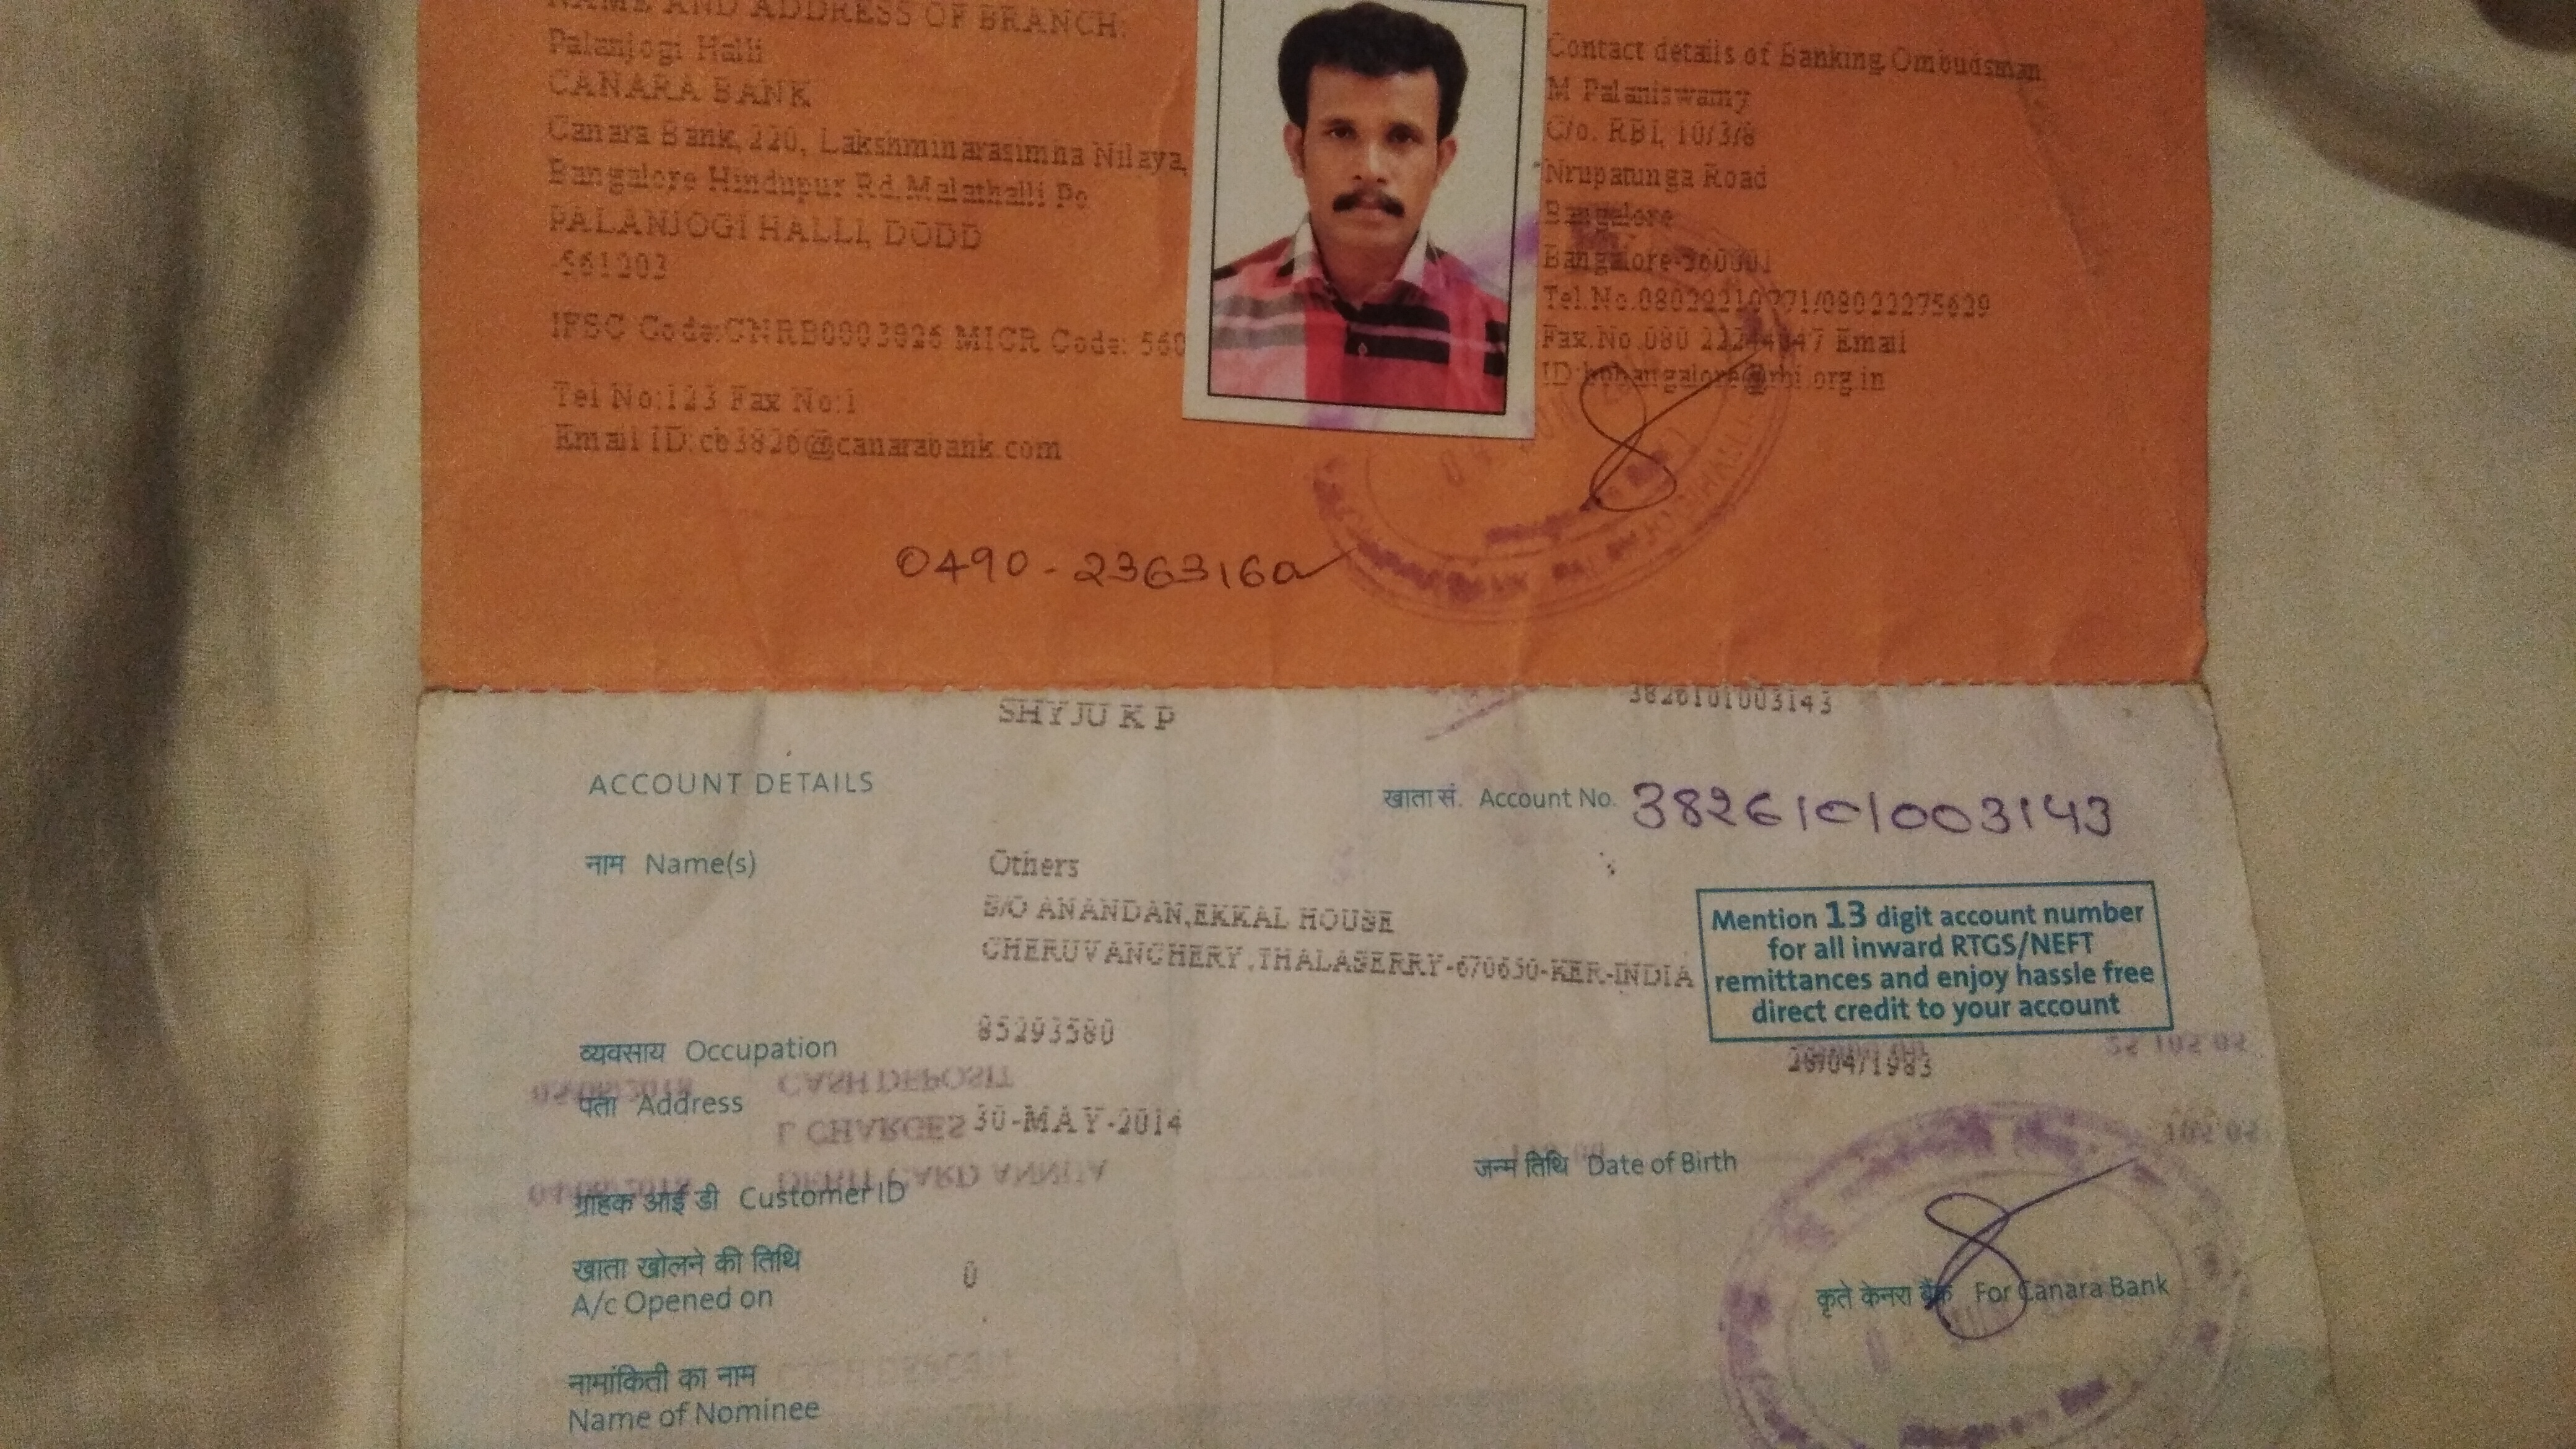 NAME AND ADDRESS OF BRANCH:
Palanjogi Halli
CANARA BANK
Canara Bank, 220, Lakshminarasimha Nilaya,
Bangalore Hindupur Rd, Malathalli Po
PALANJOGI HALLI, DODD
-561203
IFSC Code:CNRB0003826 MICR Code: 560
Tel No:123 Fax No:1
Email ID: cb3826@canarabank.com
Contact details of Banking Ombudsman
M Palaniswamy
C/o. RBI, 10/3/8
Nrupatunga Road
Bangalore
Bangalore-560001
Tel.No.08022210771/08022275629
Fax.No.080 22244047 Email
ID:bobangalore@rbi.org.in
0490-2363160
SHYJU K P
3826101003143
ACCOUNT DETAILS
खाता सं. Account No. 3826101003143
नाम Name(s)
Others
S/O ANANDAN,EKKAL HOUSE
CHERUVANCHERY,THALASERRY-670650-KER-INDIA
Mention 13 digit account number
for all inward RTGS/NEFT
remittances and enjoy hassle free
direct credit to your account
85293580
व्यवसाय Occupation
/04/1983
CASH DEPOSIT
पता Address
L CHARGES 30-MAY-2014
जन्म तिथि Date of Birth
DEBIT CARD ANNUA
ग्राहक आई डी Customer ID
खाता खोलने की तिथि
A/c Opened on
0
कृते केनरा बैंक For Canara Bank
नामांकिती का नाम
Name of Nominee